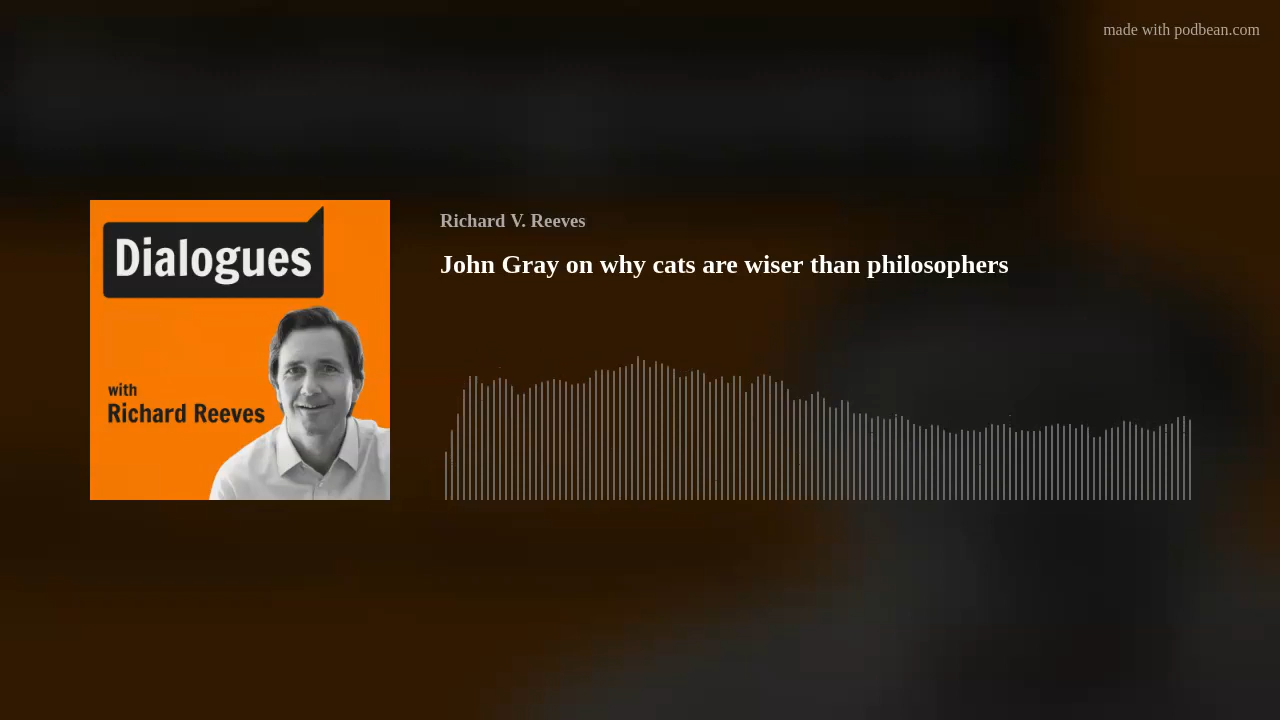 made with podbean.com
Dialogues
with
Richard Reeves
Richard V. Reeves
John Gray on why cats are wiser than philosophers